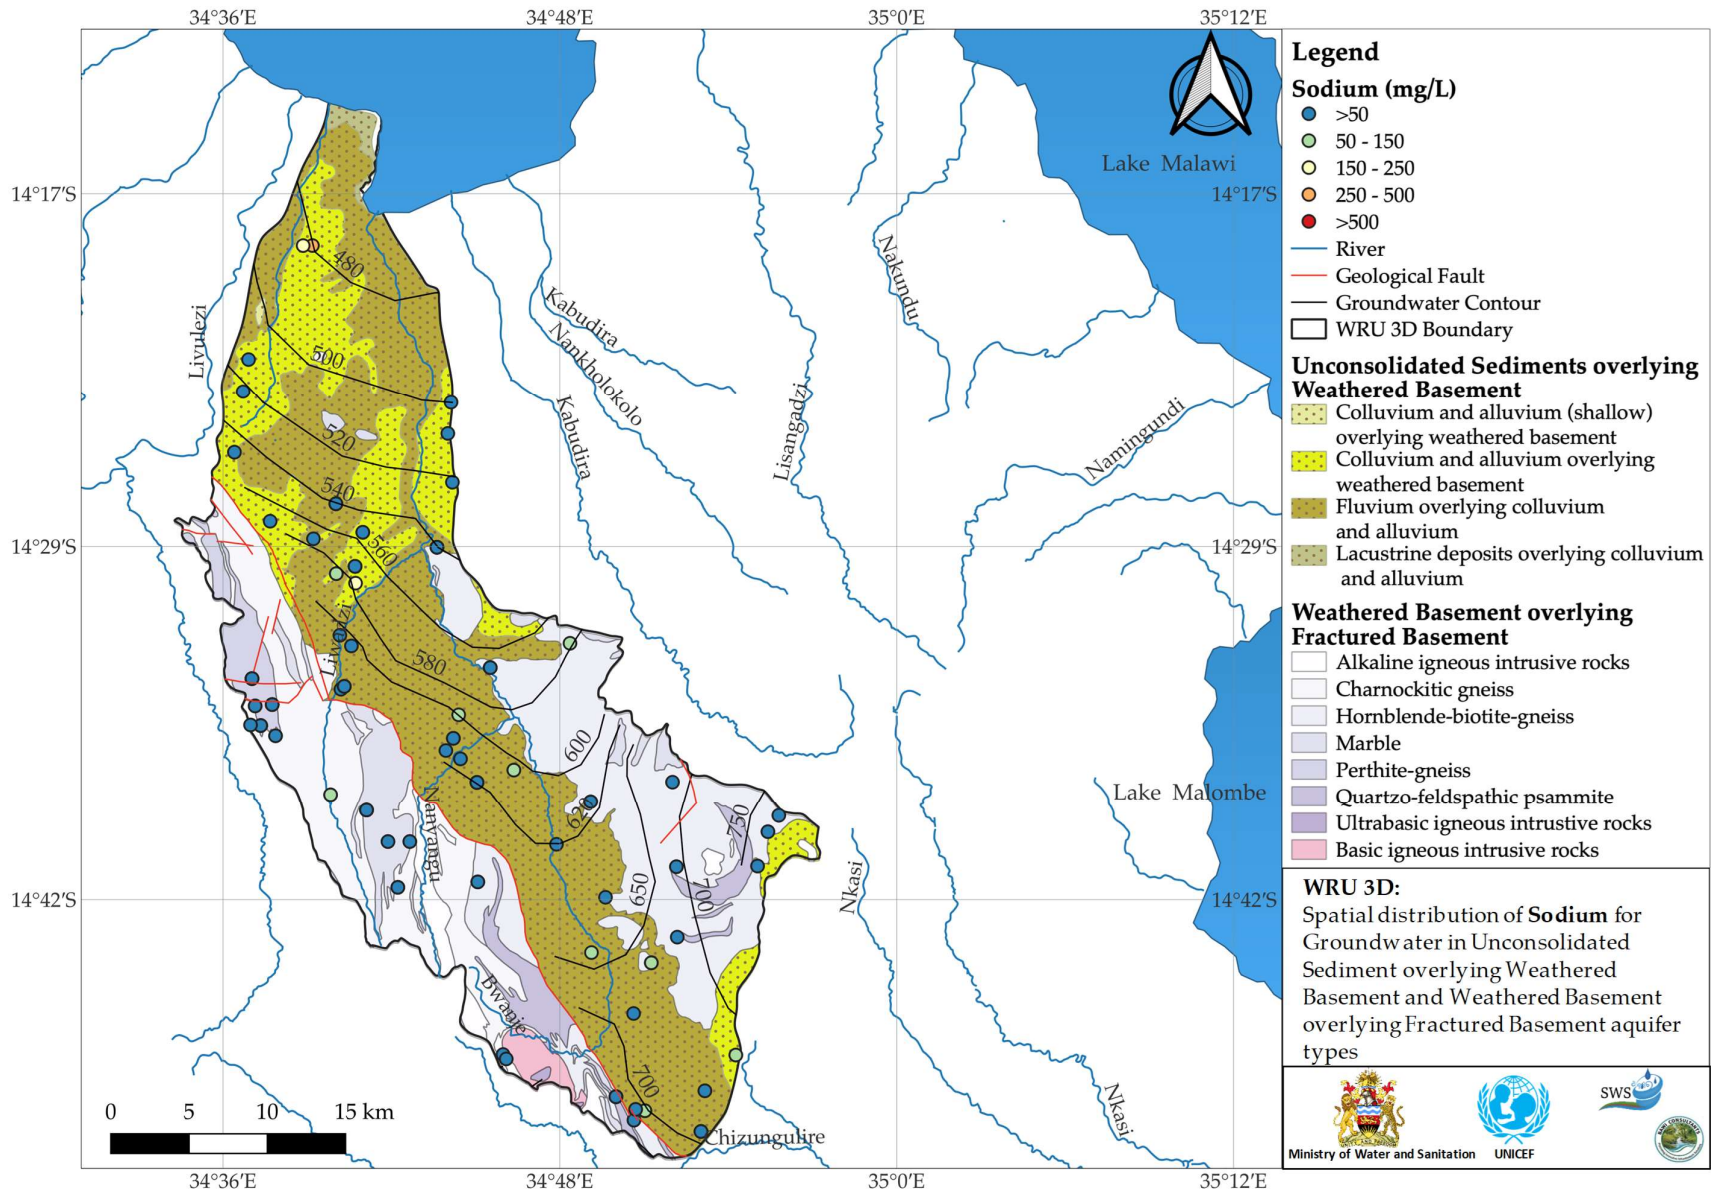 34°36'E
34°48'E
35°0'E
35°12'E
14°17'S
14°17'S
14°29'S
14°29'S
14°42'S
14°42'S
34°36'E
34°48'E
35°0'E
35°12'E
Lake Malawi
Lake Malombe
Livulezi
Kabudira
Nankholokolo
Kabudira
Lisangadzi
Nakundu
Namingundi
Nanyangu
Bwanje
Nkasi
Nkasi
Chizungulire
480
500
520
540
560
580
600
620
650
700
750
700
0 5 10 15 km
Legend
Sodium (mg/L)
>50
50 - 150
150 - 250
250 - 500
>500
River
Geological Fault
Groundwater Contour
WRU 3D Boundary
Unconsolidated Sediments overlying
Weathered Basement
Colluvium and alluvium (shallow)
overlying weathered basement
Colluvium and alluvium overlying
weathered basement
Fluvium overlying colluvium
and alluvium
Lacustrine deposits overlying colluvium
and alluvium
Weathered Basement overlying
Fractured Basement
Alkaline igneous intrusive rocks
Charnockitic gneiss
Hornblende-biotite-gneiss
Marble
Perthite-gneiss
Quartzo-feldspathic psammite
Ultrabasic igneous intrustive rocks
Basic igneous intrusive rocks
WRU 3D:
Spatial distribution of Sodium for
Groundwater in Unconsolidated
Sediment overlying Weathered
Basement and Weathered Basement
overlying Fractured Basement aquifer
types
SWS
Ministry of Water and Sanitation
UNICEF